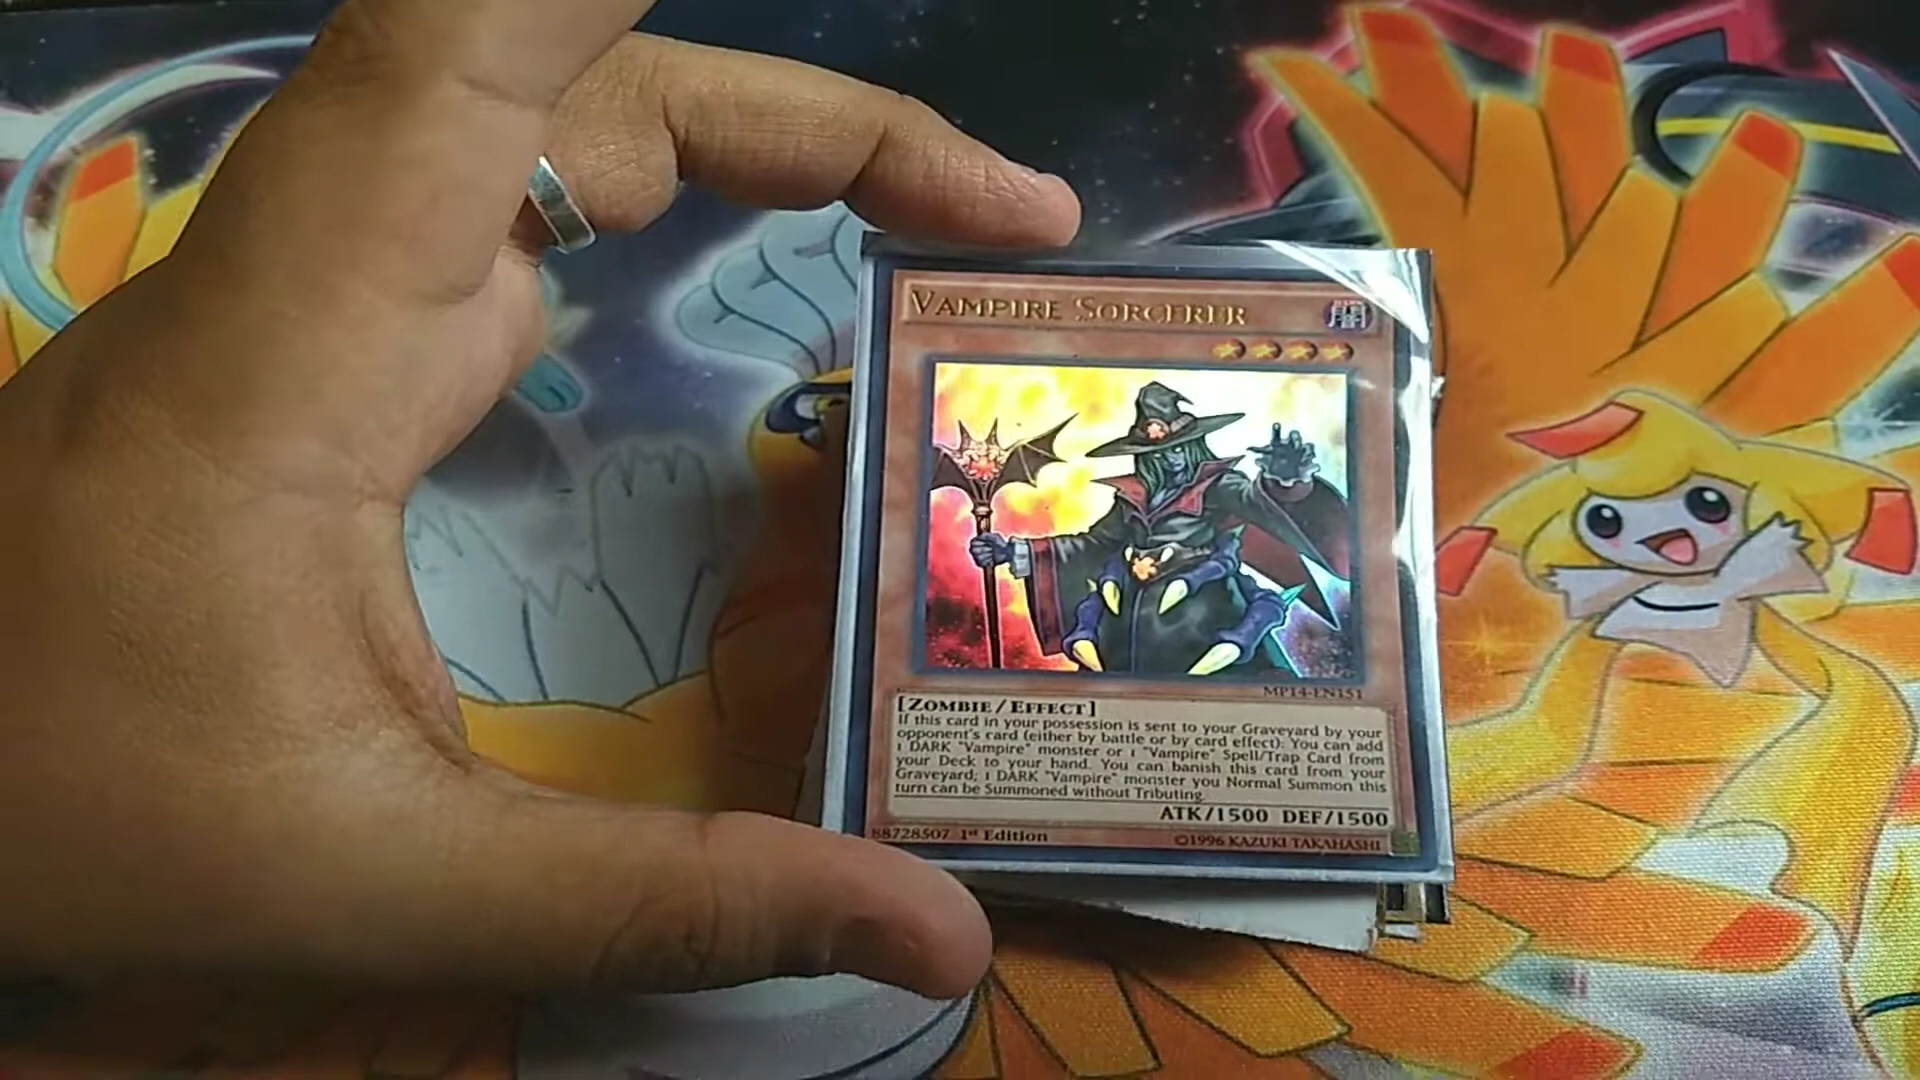 VAMPIRE SORCERER
MP14-EN151
[ZOMBIE/EFFECT]
If this card in your possession is sent to your Graveyard by your
opponent's card (either by battle or by card effect): You can add
1 DARK "Vampire" monster or 1 "Vampire" Spell/Trap Card from
your Deck to your hand. You can banish this card from your
Graveyard; 1 DARK "Vampire" monster you Normal Summon this
turn can be Summoned without Tributing.
ATK/1500 DEF/1500
88728507 1st Edition ©1996 KAZUKI TAKAHASHI